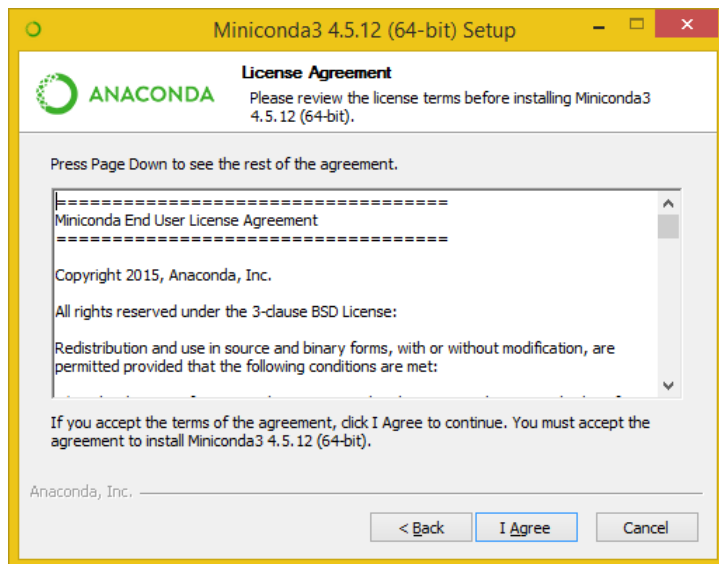 Miniconda3 4.5.12 (64-bit) Setup
ANACONDA
License Agreement
Please review the license terms before installing Miniconda3
4.5.12 (64-bit).
Press Page Down to see the rest of the agreement.
===================================
Miniconda End User License Agreement
===================================
Copyright 2015, Anaconda, Inc.
All rights reserved under the 3-clause BSD License:
Redistribution and use in source and binary forms, with or without modification, are
permitted provided that the following conditions are met:
If you accept the terms of the agreement, click I Agree to continue. You must accept the
agreement to install Miniconda3 4.5.12 (64-bit).
Anaconda, Inc.
< Back
I Agree
Cancel